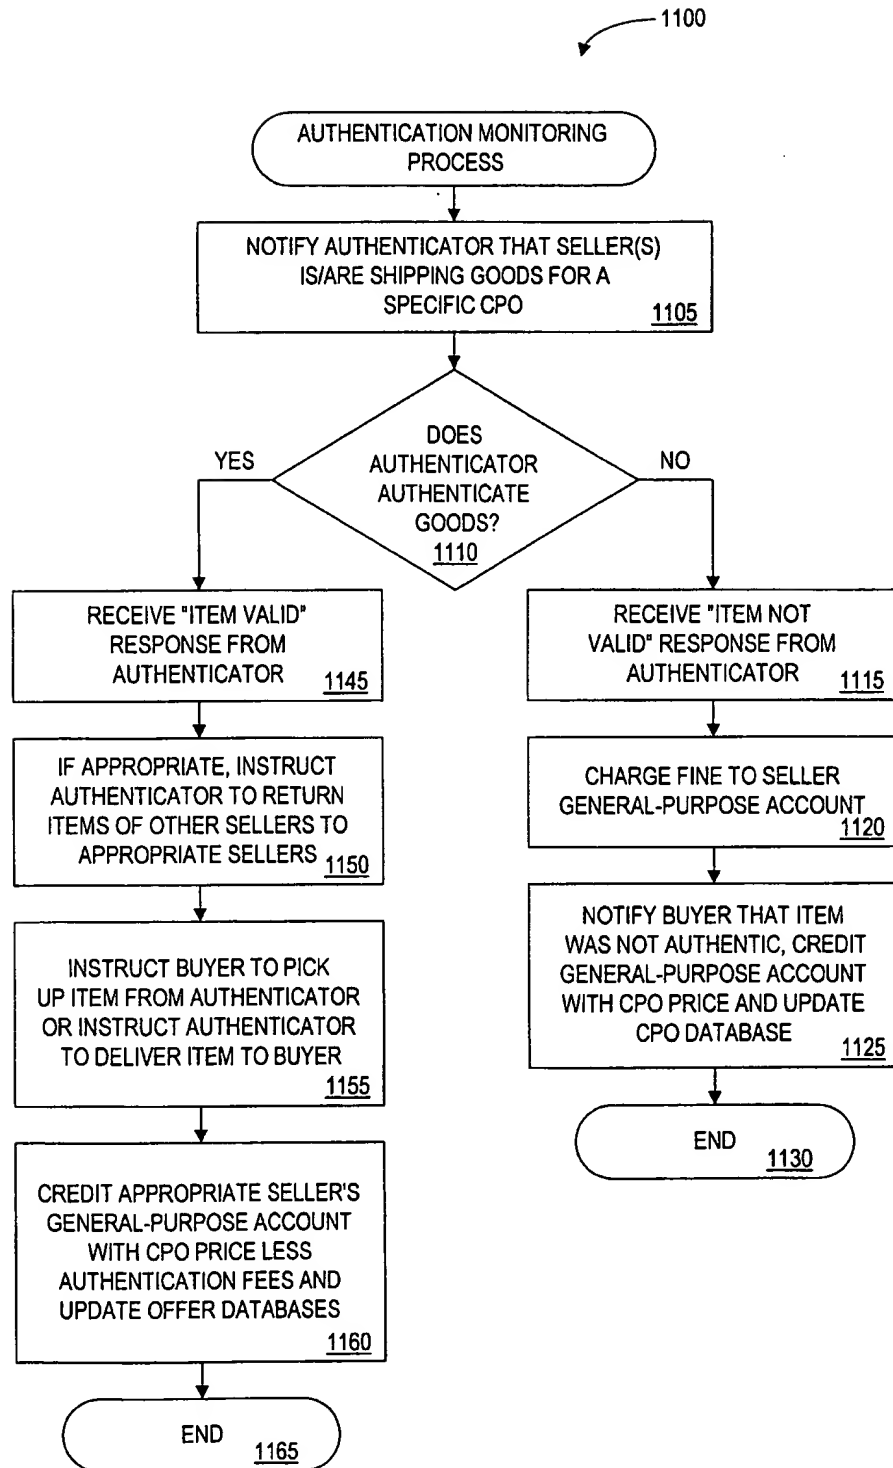 1100
AUTHENTICATION MONITORING
PROCESS
NOTIFY AUTHENTICATOR THAT SELLER(S)
IS/ARE SHIPPING GOODS FOR A
SPECIFIC CPO
1105
DOES
AUTHENTICATOR
AUTHENTICATE
GOODS?
1110
YES
NO
RECEIVE "ITEM VALID"
RESPONSE FROM
AUTHENTICATOR
1145
IF APPROPRIATE, INSTRUCT
AUTHENTICATOR TO RETURN
ITEMS OF OTHER SELLERS TO
APPROPRIATE SELLERS
1150
INSTRUCT BUYER TO PICK
UP ITEM FROM AUTHENTICATOR
OR INSTRUCT AUTHENTICATOR
TO DELIVER ITEM TO BUYER
1155
CREDIT APPROPRIATE SELLER'S
GENERAL-PURPOSE ACCOUNT
WITH CPO PRICE LESS
AUTHENTICATION FEES AND
UPDATE OFFER DATABASES
1160
END
1165
RECEIVE "ITEM NOT
VALID" RESPONSE FROM
AUTHENTICATOR
1115
CHARGE FINE TO SELLER
GENERAL-PURPOSE ACCOUNT
1120
NOTIFY BUYER THAT ITEM
WAS NOT AUTHENTIC, CREDIT
GENERAL-PURPOSE ACCOUNT
WITH CPO PRICE AND UPDATE
CPO DATABASE
1125
END
1130